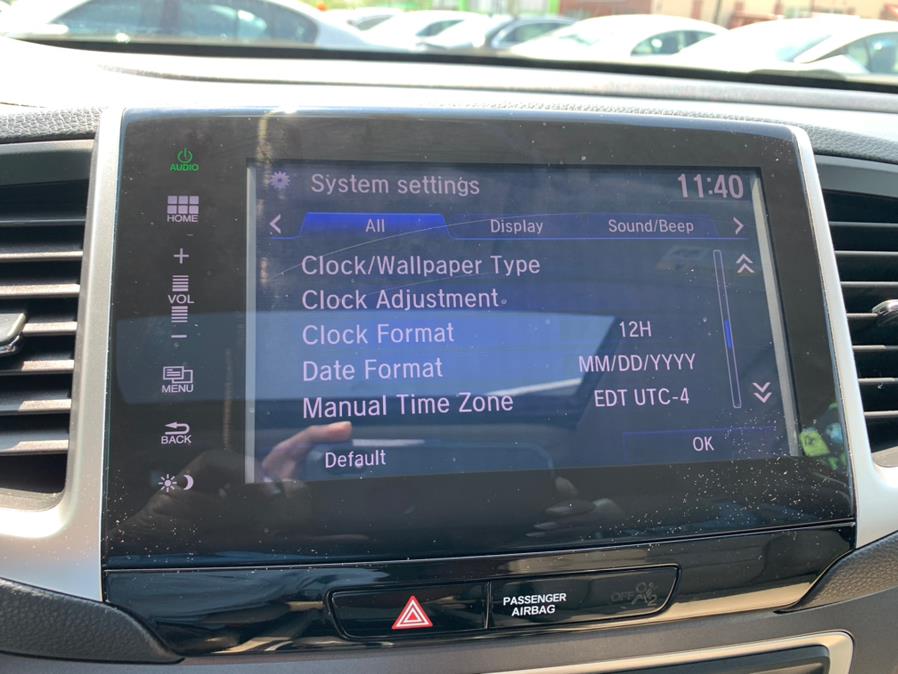 AUDIO
HOME
+
VOL
−
MENU
BACK
System settings 11:40
< All Display Sound/Beep >
Clock/Wallpaper Type
Clock Adjustment
Clock Format 12H
Date Format MM/DD/YYYY
Manual Time Zone EDT UTC-4
Default OK
PASSENGER
AIRBAG
OFF